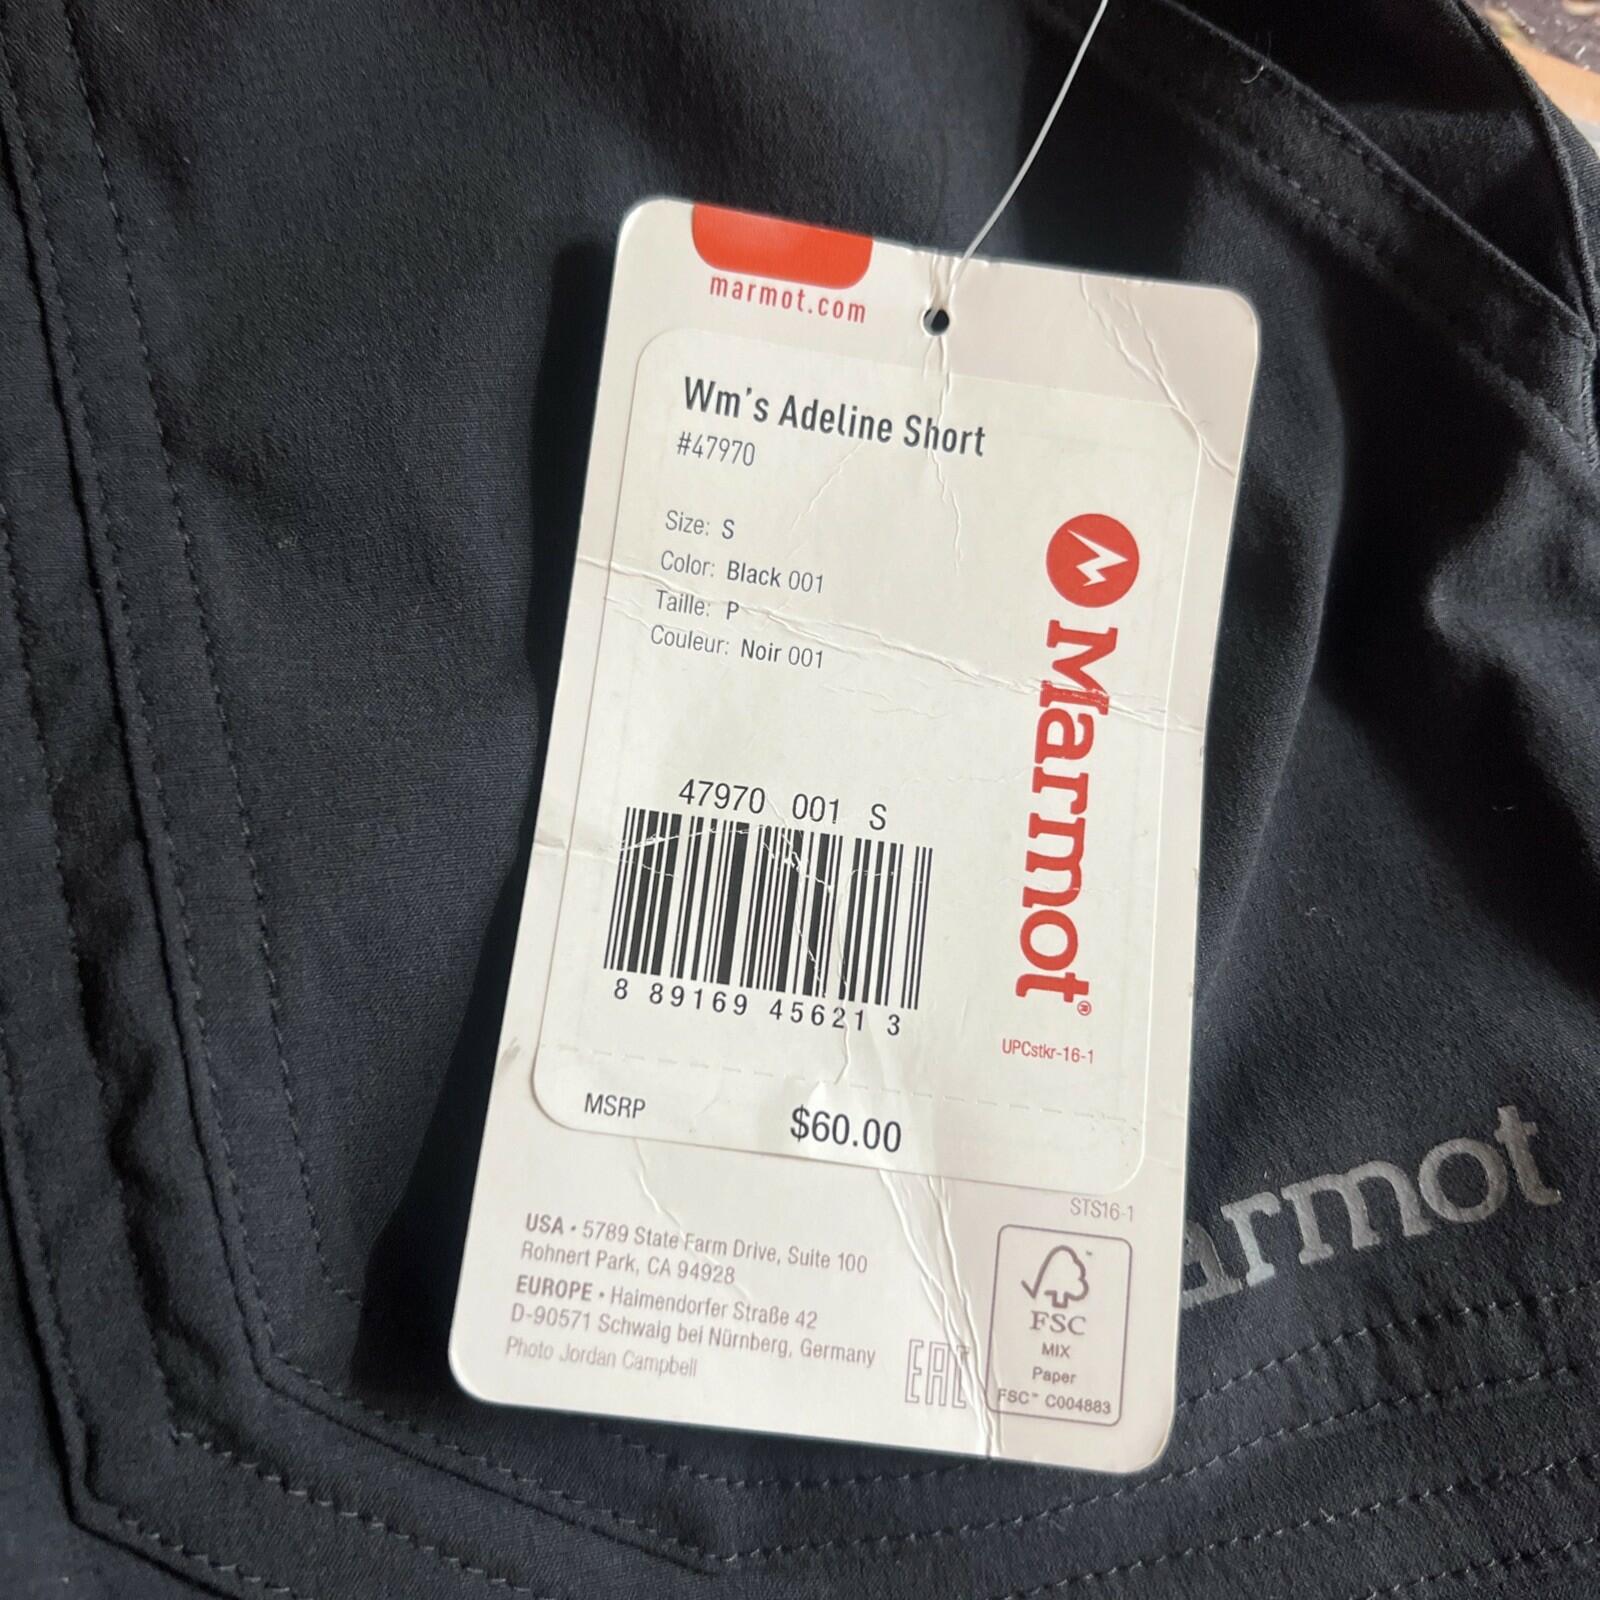 marmot.com
Wm's Adeline Short
#47970
Size: S
Color: Black 001
Taille: P
Couleur: Noir 001
Marmot®
47970 001 S
8 89169 45621 3
UPCstkr-16-1
MSRP $60.00
STS16-1
USA • 5789 State Farm Drive, Suite 100
Rohnert Park, CA 94928
EUROPE • Haimendorfer Straße 42
D-90571 Schwaig bei Nürnberg, Germany
Photo Jordan Campbell
EAC
FSC
MIX
Paper
FSC™ C004883
armot